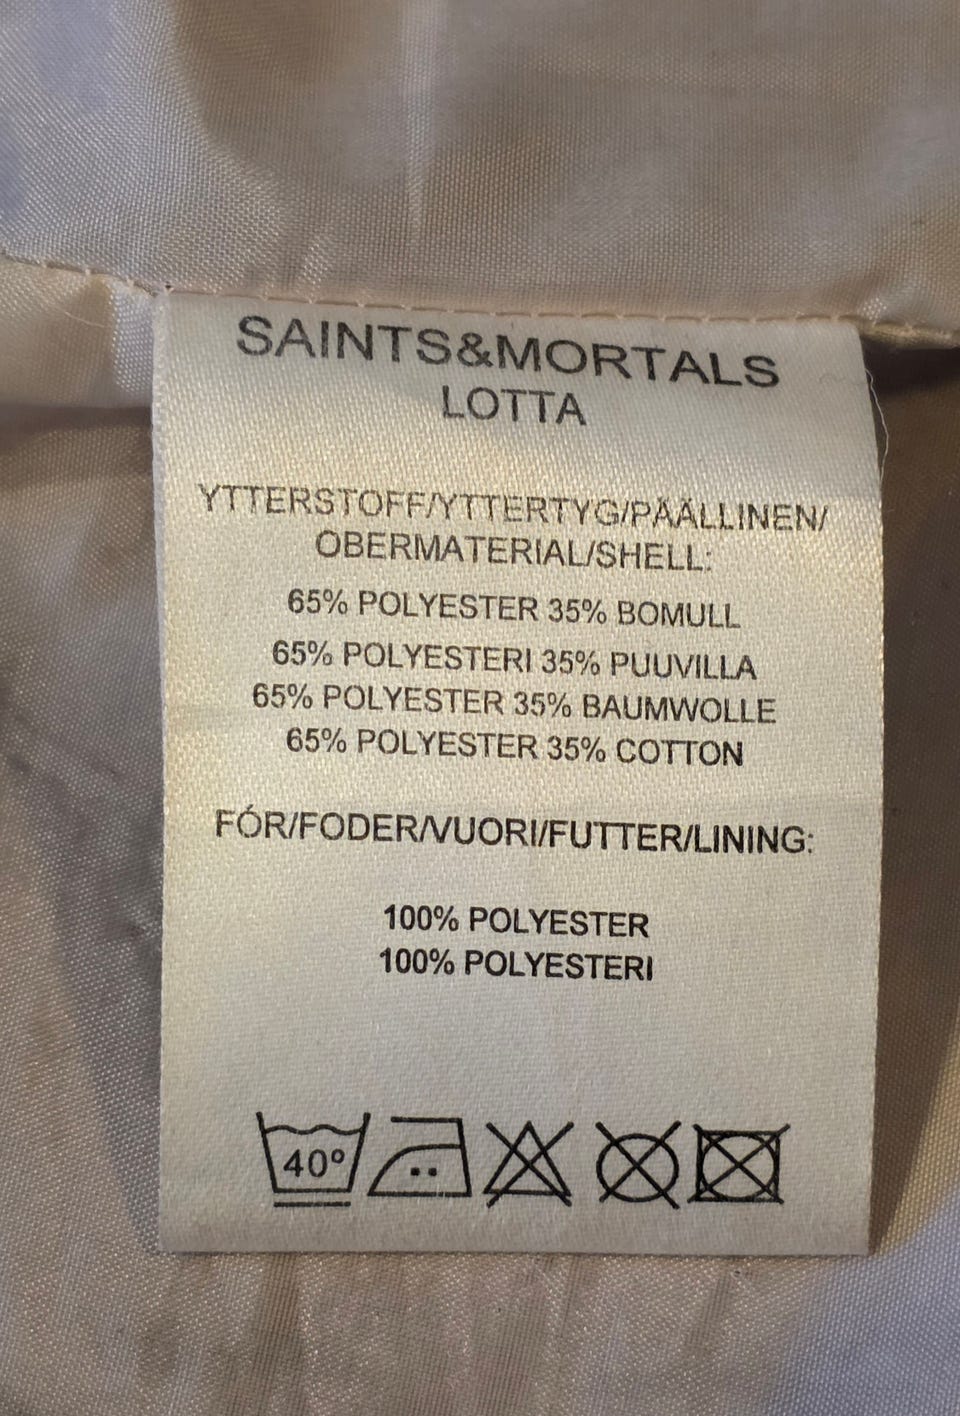 SAINTS&MORTALS
LOTTA
YTTERSTOFF/YTTERTYG/PÄÄLLINEN/
OBERMATERIAL/SHELL:
65% POLYESTER 35% BOMULL
65% POLYESTERI 35% PUUVILLA
65% POLYESTER 35% BAUMWOLLE
65% POLYESTER 35% COTTON
FÓR/FODER/VUORI/FUTTER/LINING:
100% POLYESTER
100% POLYESTERI
40º